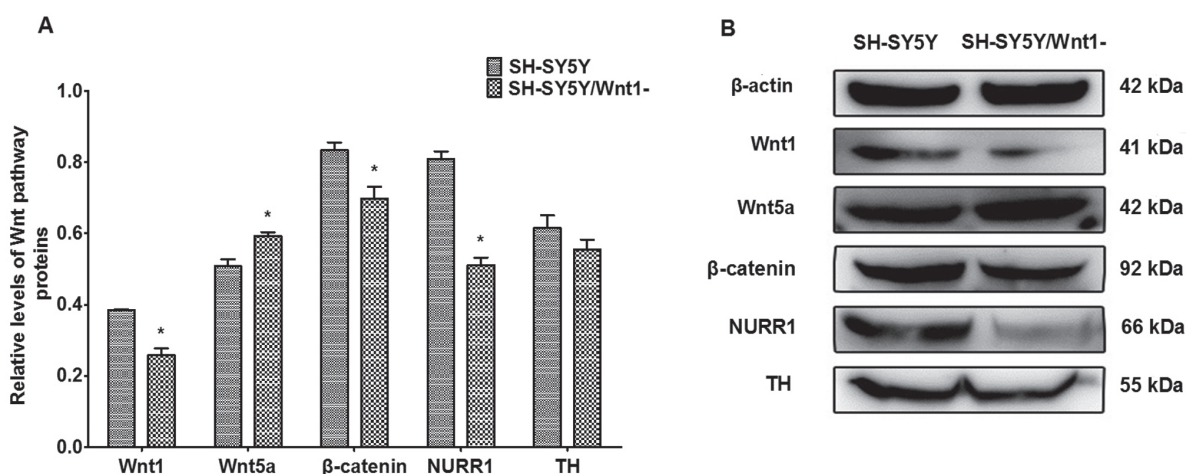 A
SH-SY5Y
SH-SY5Y/Wnt1-
Relative levels of Wnt pathway
proteins
1.0
0.8
0.6
0.4
0.2
0.0
*
*
*
*
Wnt1 Wnt5a β-catenin NURR1 TH
B
SH-SY5Y SH-SY5Y/Wnt1-
β-actin 42 kDa
Wnt1 41 kDa
Wnt5a 42 kDa
β-catenin 92 kDa
NURR1 66 kDa
TH 55 kDa